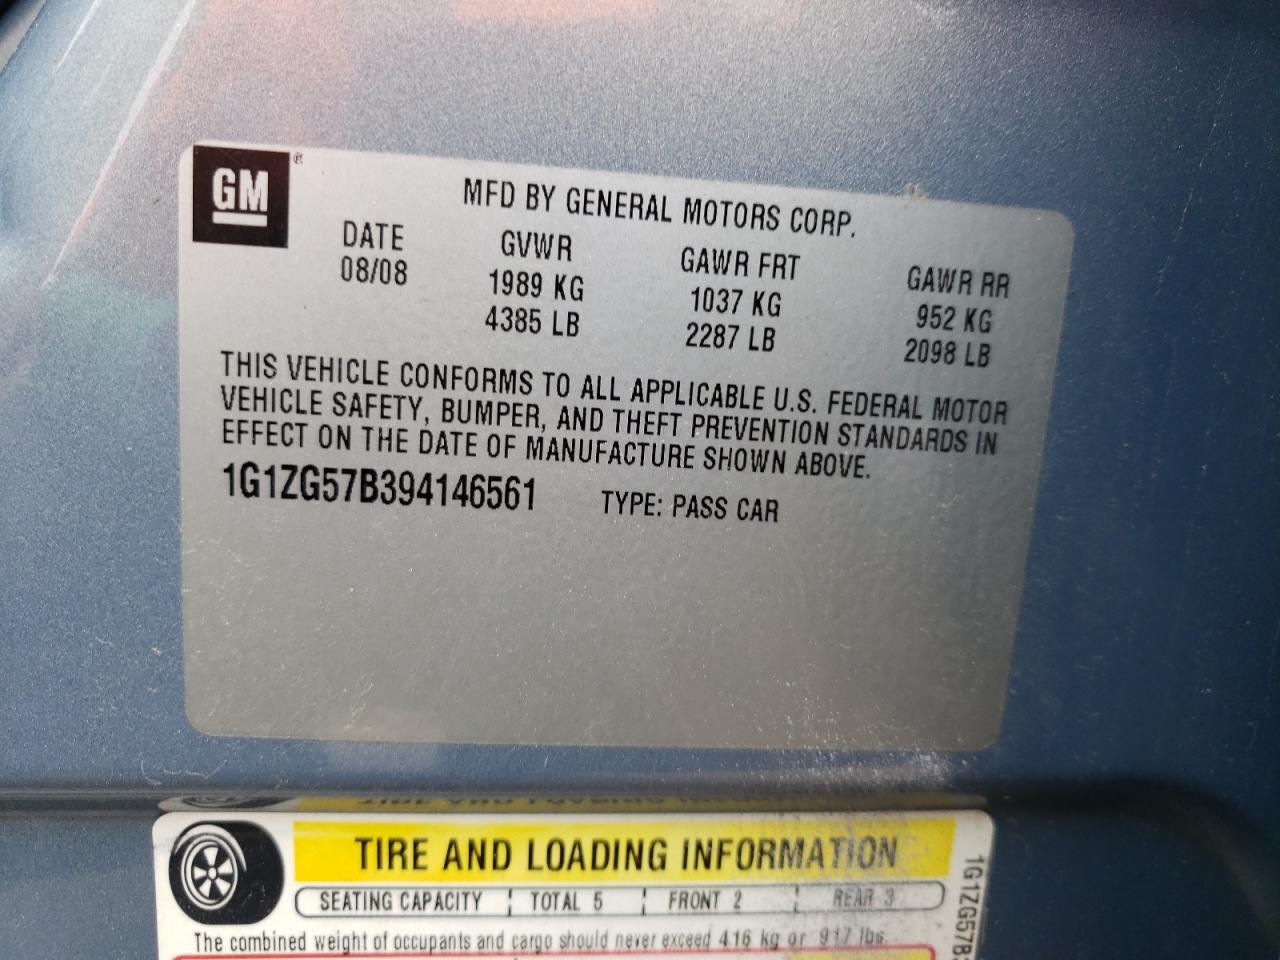 GM ®
MFD BY GENERAL MOTORS CORP.
DATE GVWR GAWR FRT GAWR RR
08/08 1989 KG 1037 KG 952 KG
4385 LB 2287 LB 2098 LB
THIS VEHICLE CONFORMS TO ALL APPLICABLE U.S. FEDERAL MOTOR
VEHICLE SAFETY, BUMPER, AND THEFT PREVENTION STANDARDS IN
EFFECT ON THE DATE OF MANUFACTURE SHOWN ABOVE.
1G1ZG57B394146561 TYPE: PASS CAR
TIRE AND LOADING INFORMATION
SEATING CAPACITY TOTAL 5 FRONT 2 REAR 3
The combined weight of occupants and cargo should never exceed 416 kg or 917 lbs.
1G1ZG57B